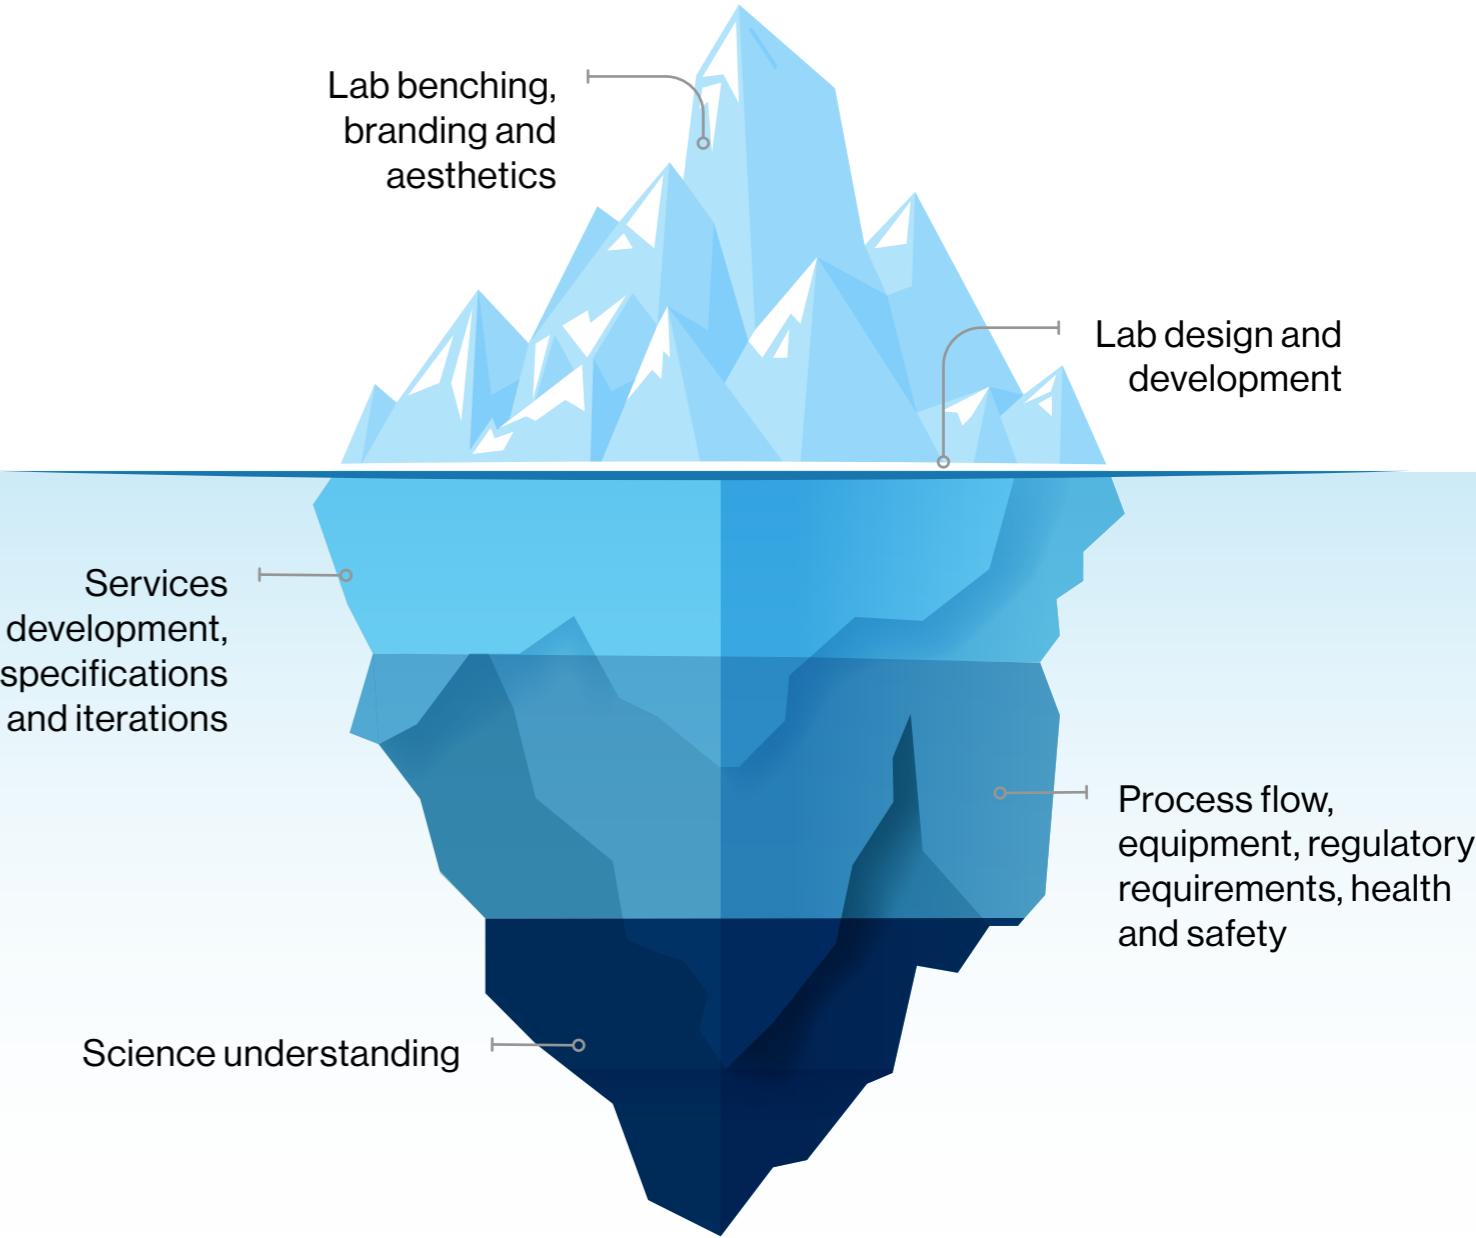 Lab benching,
branding and
aesthetics
Lab design and
development
Services
development,
specifications
and iterations
Process flow,
equipment, regulatory
requirements, health
and safety
Science understanding